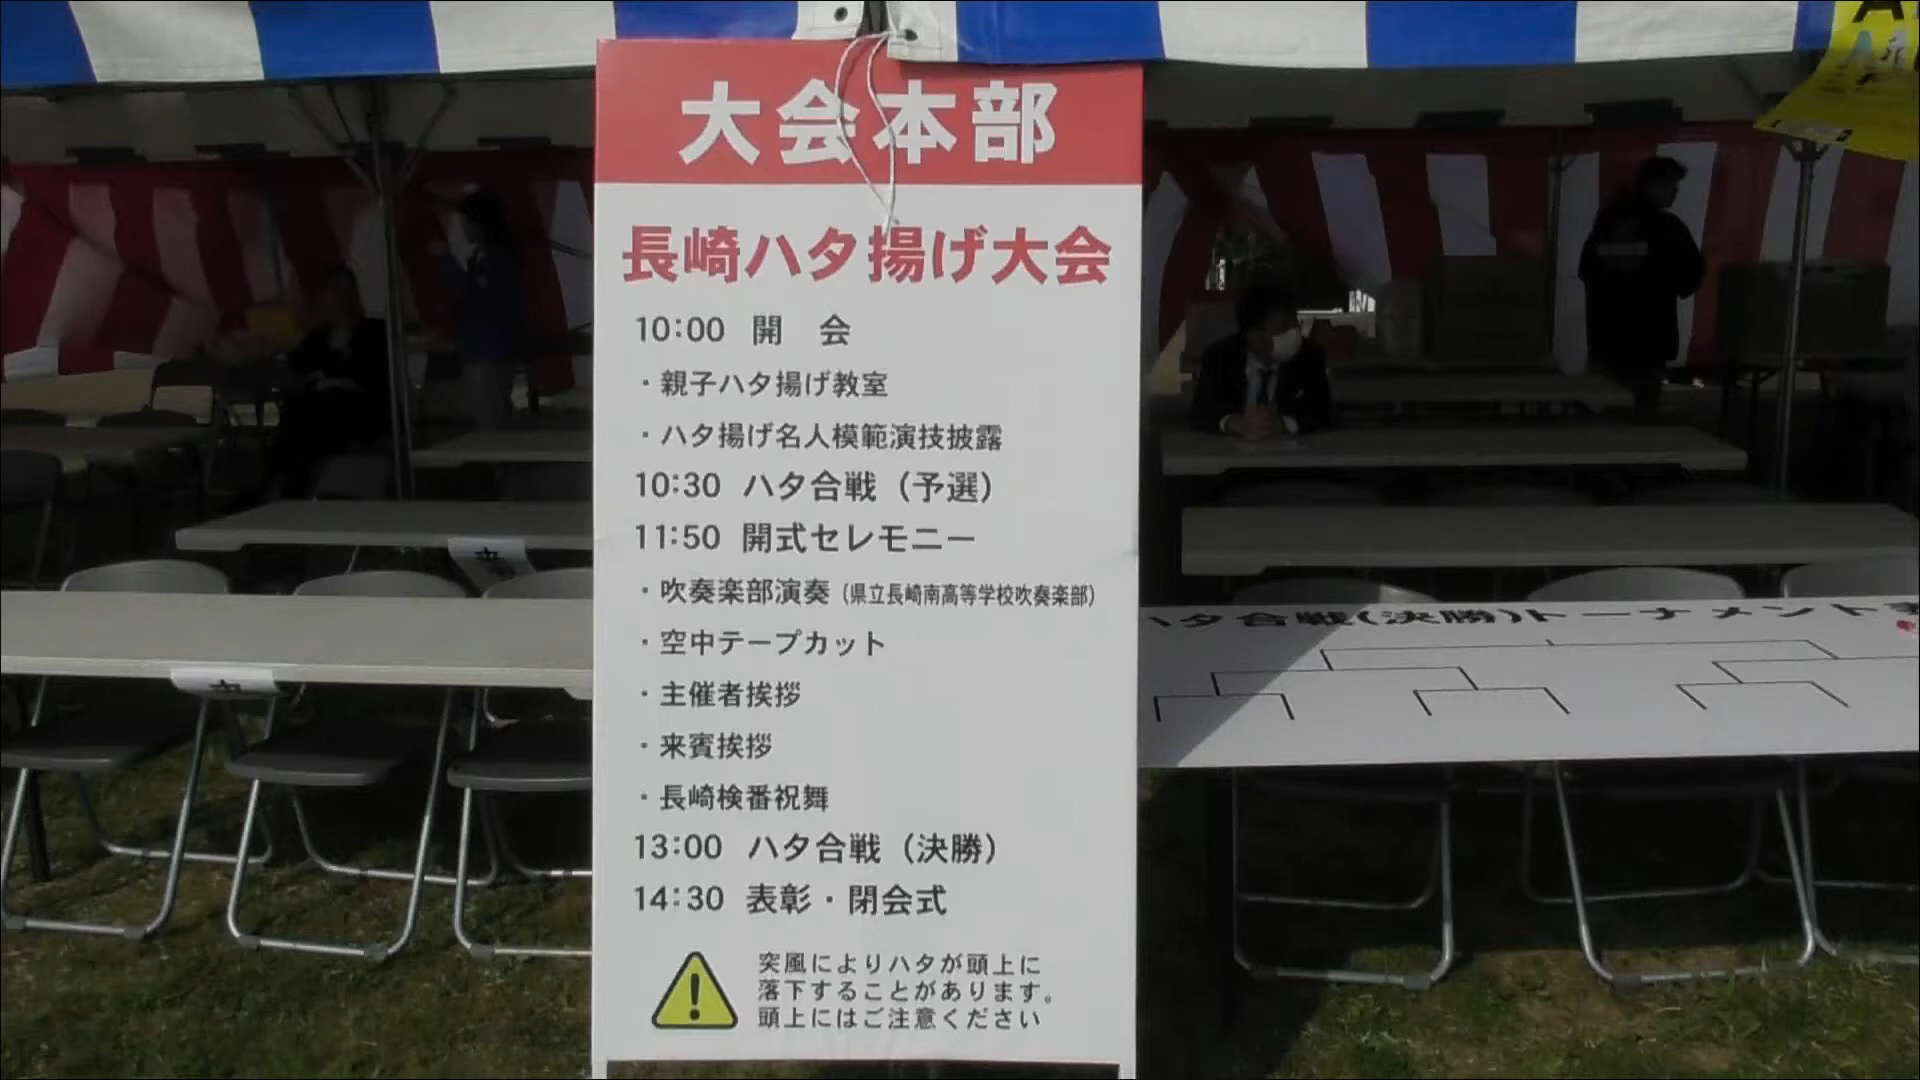 大会本部
長崎ハタ揚げ大会
10:00 開 会
・親子ハタ揚げ教室
・ハタ揚げ名人模範演技披露
10:30 ハタ合戦（予選）
11:50 開式セレモニー
・吹奏楽部演奏（県立長崎南高等学校吹奏楽部）
・空中テープカット
・主催者挨拶
・来賓挨拶
・長崎検番祝舞
13:00 ハタ合戦（決勝）
14:30 表彰・閉会式
突風によりハタが頭上に
落下することがあります。
頭上にはご注意ください
ハタ合戦(決勝)トーナメント